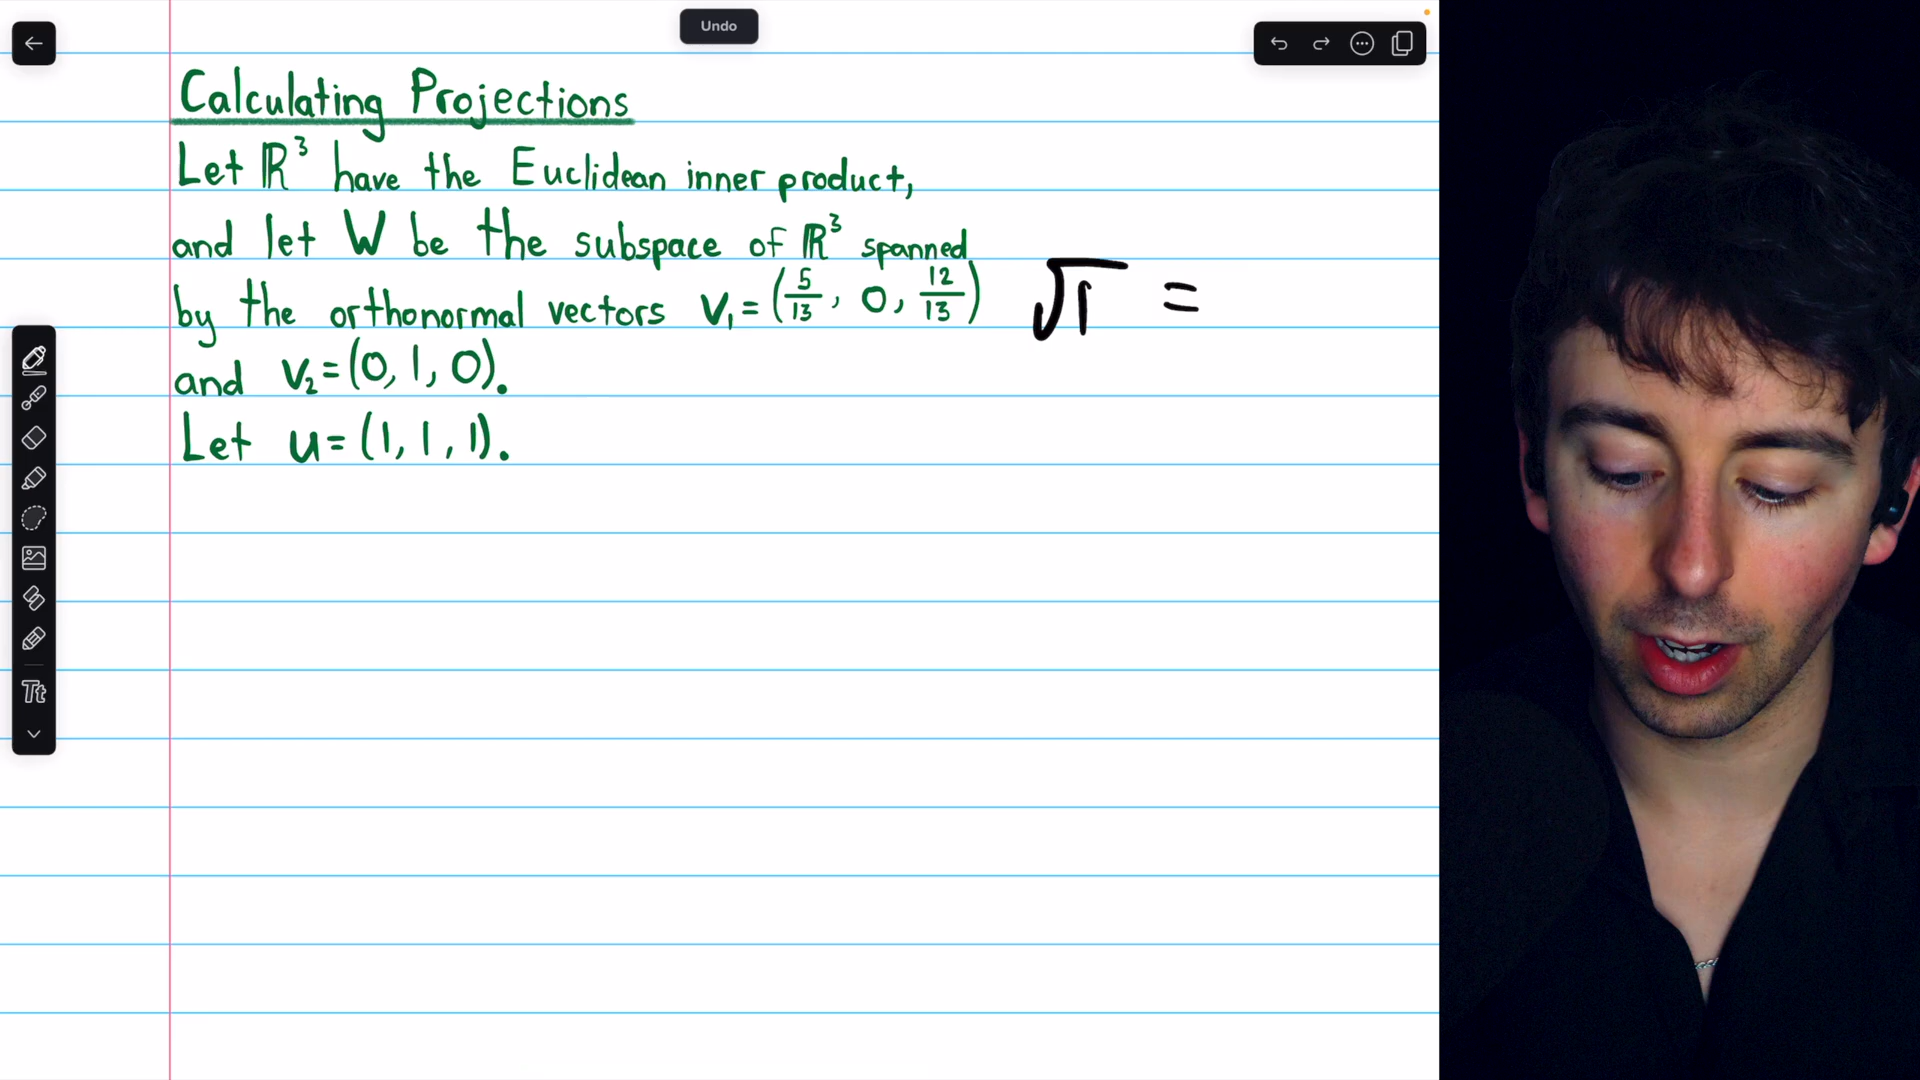 Undo
Calculating Projections
Let ℝ³ have the Euclidean inner product,
and let W be the subspace of ℝ³ spanned
by the orthonormal vectors v₁ = (5/13, 0, 12/13) √1 =
and v₂ = (0, 1, 0).
Let u = (1, 1, 1).
Tt